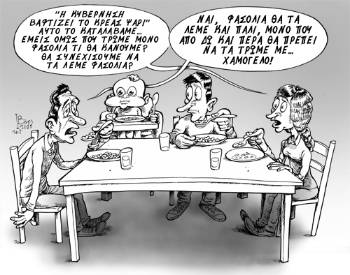 "Η ΚΥΒΕΡΝΗΣΗ
ΒΑΦΤΙΖΕΙ ΤΟ ΚΡΕΑΣ ΨΑΡΙ"
ΑΥΤΟ ΤΟ ΚΑΤΑΛΑΒΑΜΕ...
ΕΜΕΙΣ ΟΜΩΣ ΠΟΥ ΤΡΩΜΕ ΜΟΝΟ
ΦΑΣΟΛΙΑ ΤΙ ΘΑ ΚΑΝΟΥΜΕ?
ΘΑ ΣΥΝΕΧΙΣΟΥΜΕ ΝΑ
ΤΑ ΛΕΜΕ ΦΑΣΟΛΙΑ?
ΝΑΙ, ΦΑΣΟΛΙΑ ΘΑ ΤΑ
ΛΕΜΕ ΚΑΙ ΠΑΛΙ, ΜΟΝΟ ΠΟΥ
ΑΠΟ ΔΩ ΚΑΙ ΠΕΡΑ ΘΑ ΠΡΕΠΕΙ
ΝΑ ΤΑ ΤΡΩΜΕ ΜΕ...
ΧΑΜΟΓΕΛΟ!